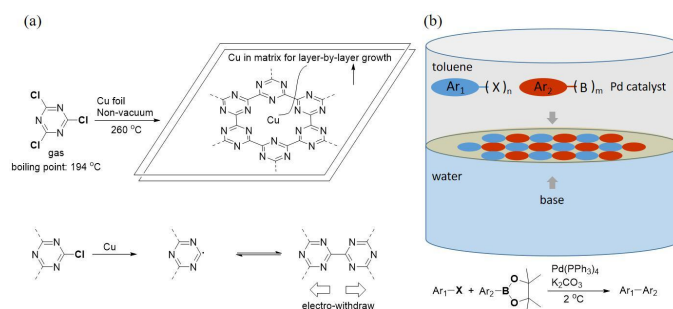 (a)
Cu in matrix for layer-by-layer growth
Cl
N N
Cl N Cl
gas
boiling point: 194 °C
Cu foil
Non-vacuum
260 °C
Cu
N
Cl
Cu
electro-withdraw
(b)
toluene
Ar1 (X)n Ar2 (B)m Pd catalyst
water
base
Ar1-X + Ar2-B
O
O
Pd(PPh3)4
K2CO3
2 °C
Ar1-Ar2